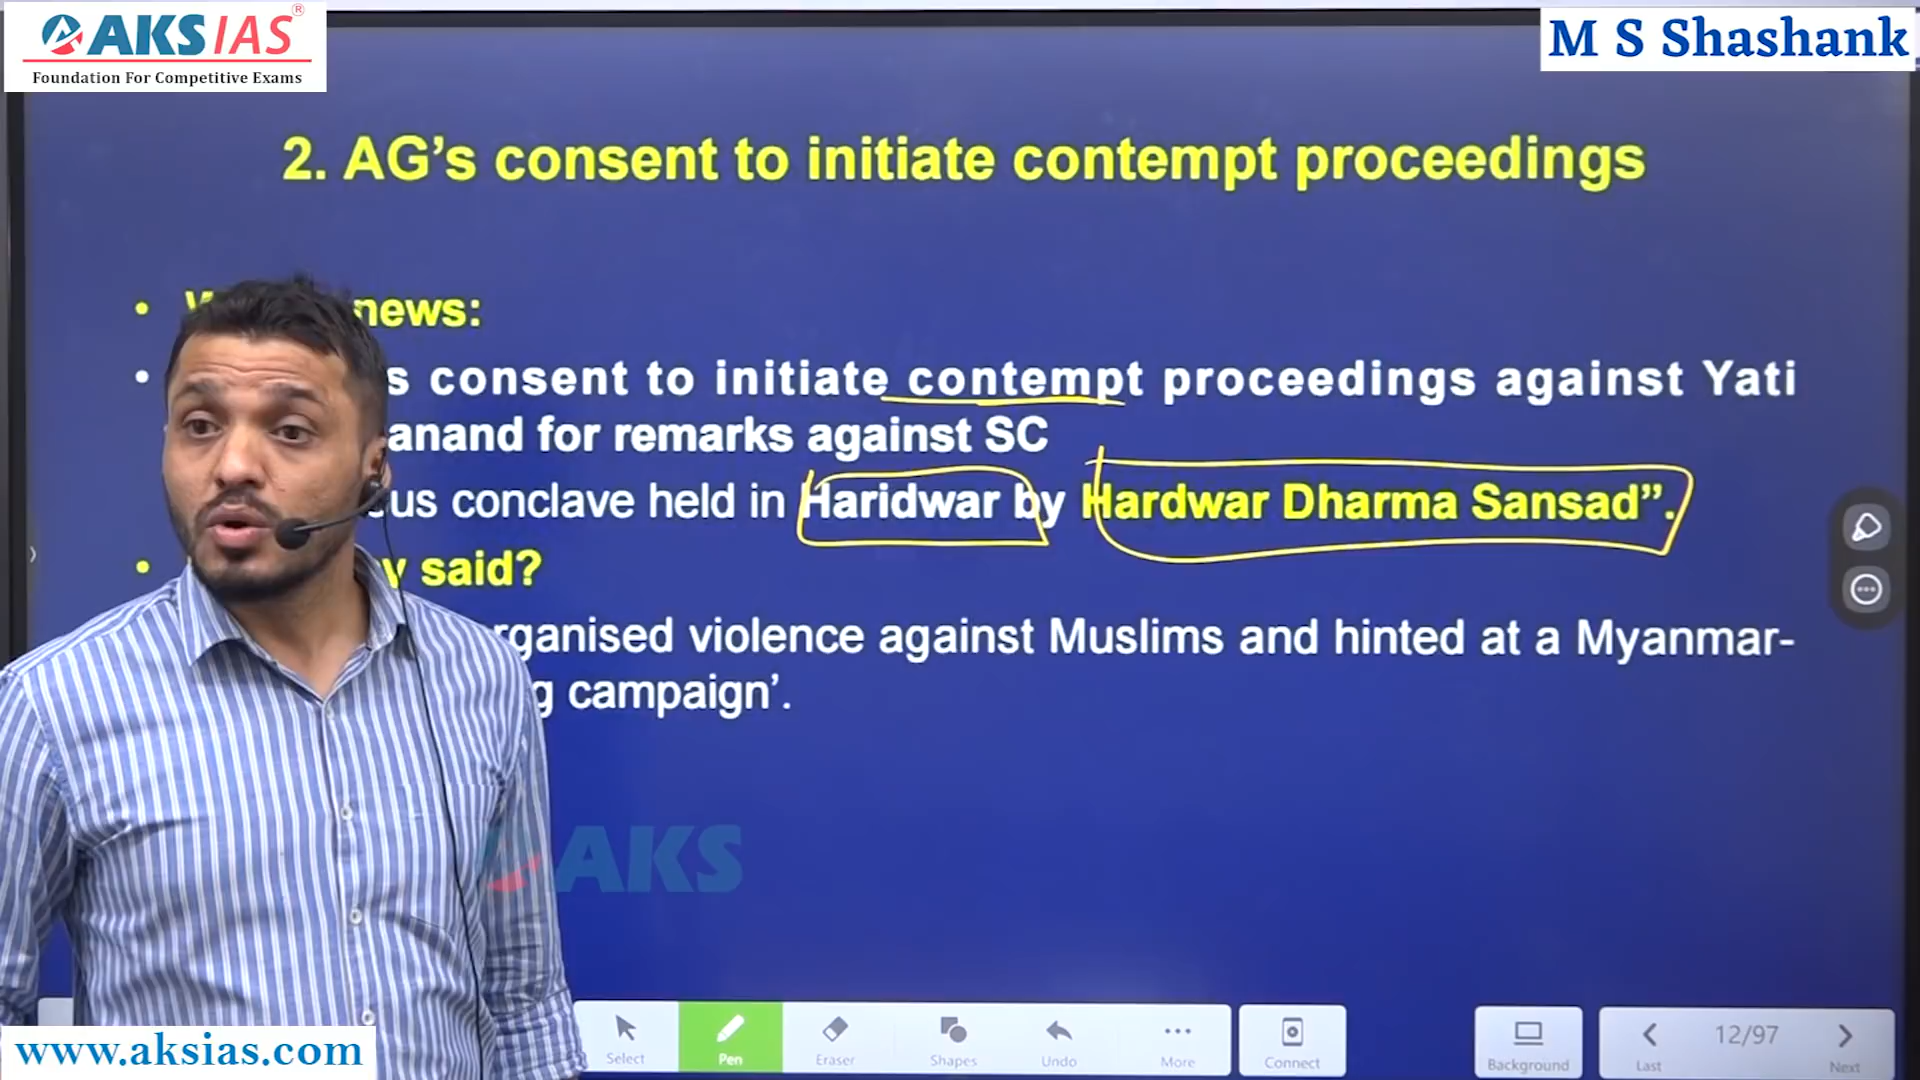 AKS IAS ®
Foundation For Competitive Exams
M S Shashank
2. AG's consent to initiate contempt proceedings
• news:
• s consent to initiate contempt proceedings against Yati
anand for remarks against SC
us conclave held in Haridwar by Hardwar Dharma Sansad”.
• said?
rganised violence against Muslims and hinted at a Myanmar-
g campaign’.
AKS
Select Pen Eraser Shapes Undo More Connect Background Last 12/97 Next
www.aksias.com